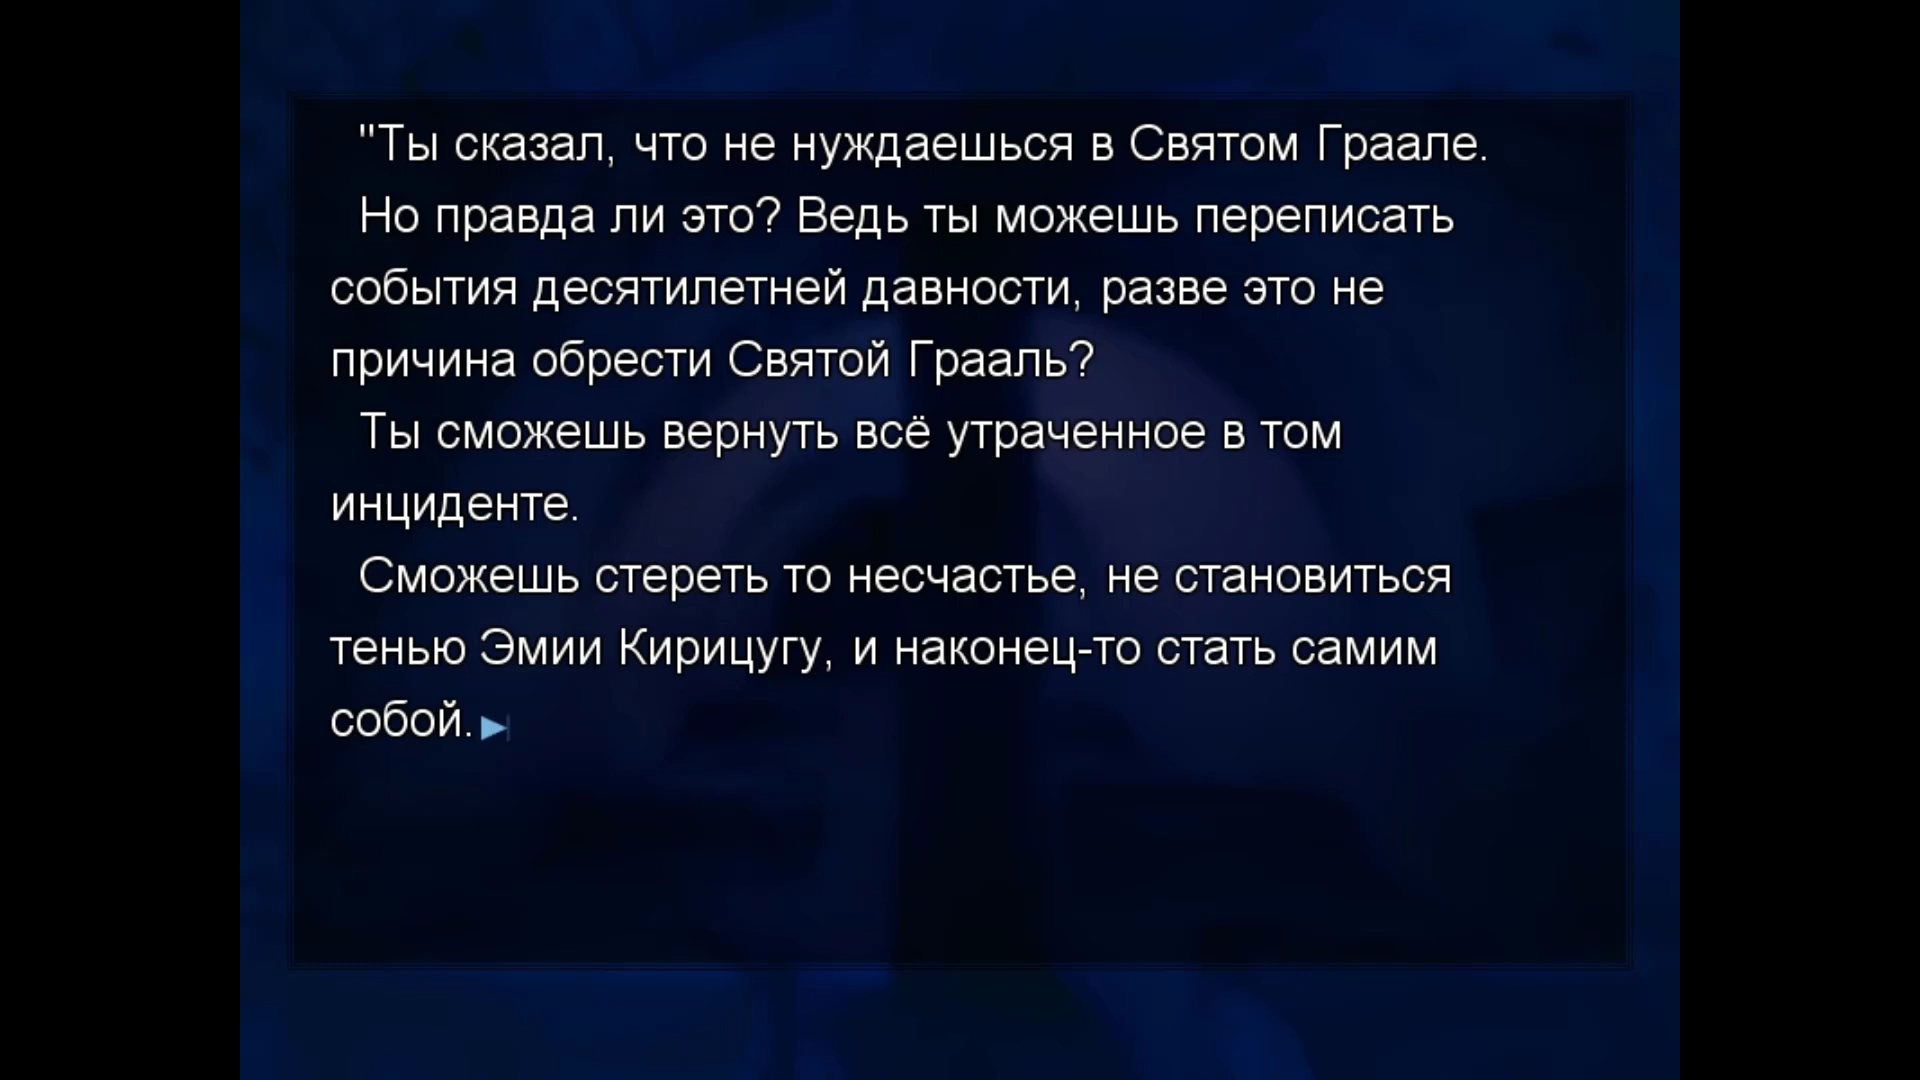 "Ты сказал, что не нуждаешься в Святом Граале.
Но правда ли это? Ведь ты можешь переписать
события десятилетней давности, разве это не
причина обрести Святой Грааль?
Ты сможешь вернуть всё утраченное в том
инциденте.
Сможешь стереть то несчастье, не становиться
тенью Эмии Кирицугу, и наконец-то стать самим
собой.